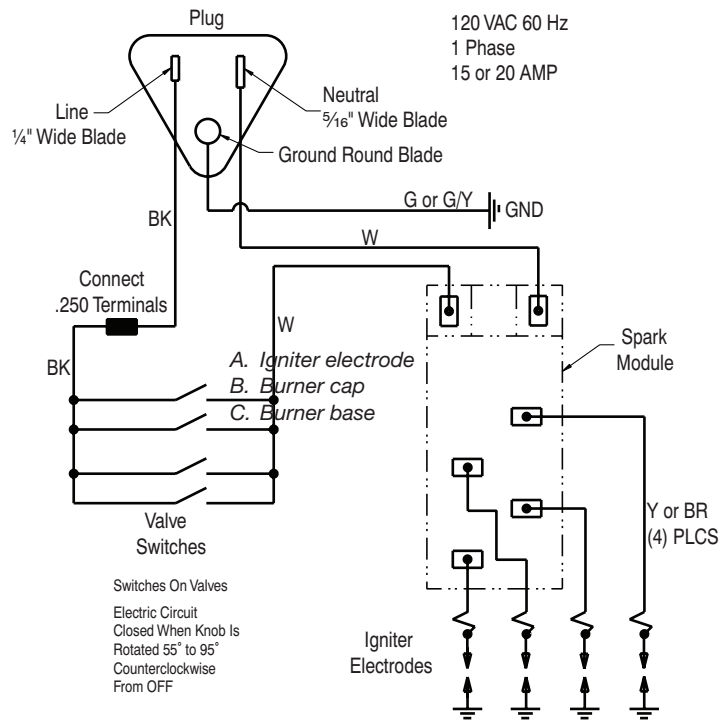 Plug
120 VAC 60 Hz
1 Phase
15 or 20 AMP
Line
¼" Wide Blade
Neutral
5⁄16" Wide Blade
Ground Round Blade
G or G/Y
GND
BK
W
Connect
.250 Terminals
W
BK
A. Igniter electrode
B. Burner cap
C. Burner base
Spark
Module
Valve
Switches
Y or BR
(4) PLCS
Switches On Valves
Electric Circuit
Closed When Knob Is
Rotated 55˚ to 95˚
Counterclockwise
From OFF
Igniter
Electrodes